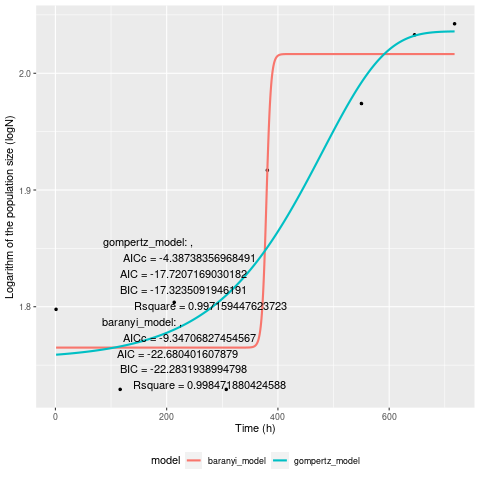 2.0
1.9
1.8
Logarithm of the population size (logN)
gompertz_model: ,
AICc = -4.38738356968491
AIC = -17.7207169030182
BIC = -17.3235091946191
Rsquare = 0.997159447623723
baranyi_model: ,
AICc = -9.34706827454567
AIC = -22.680401607879
BIC = -22.2831938994798
Rsquare = 0.998471880424588
0 200 400 600
Time (h)
model baranyi_model gompertz_model